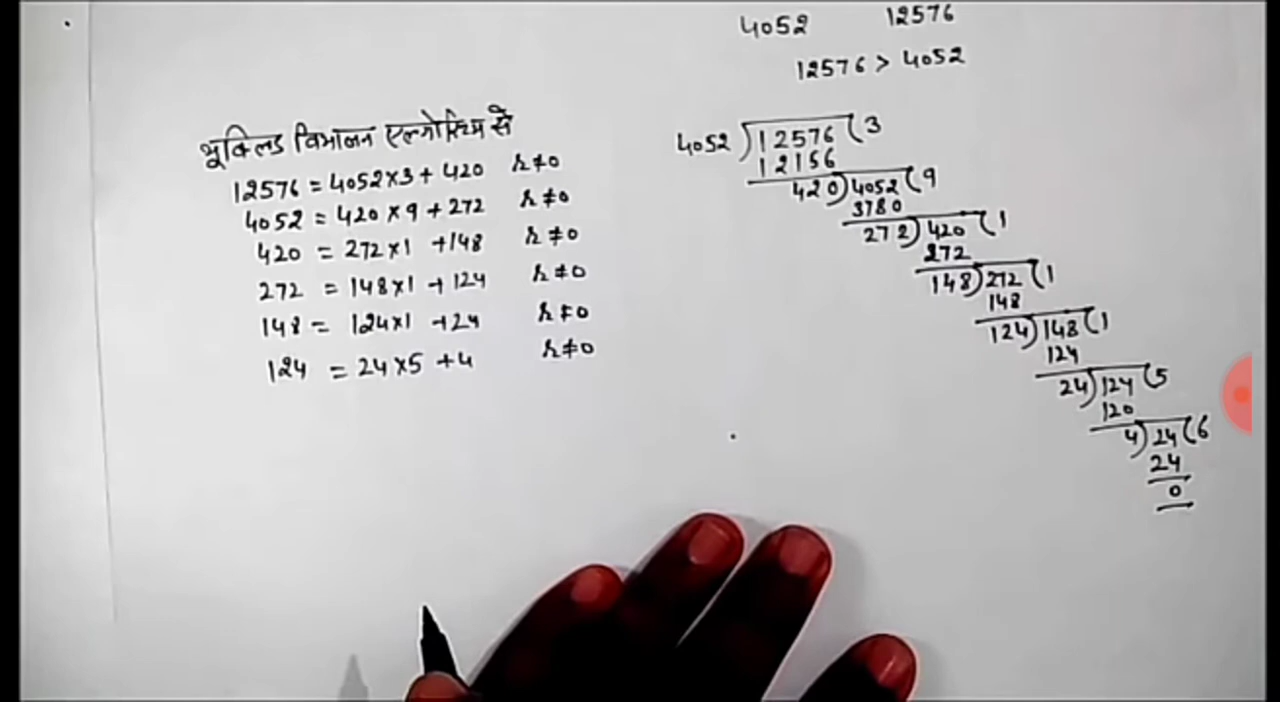 4052 12576
12576 > 4052
यूक्लिड विभाजन एल्गोरिथ्म से
12576 = 4052×3 + 420 r≠0
4052 = 420 × 9 + 272 r≠0
420 = 272×1 +148 r≠0
272 = 148×1 + 124 r≠0
148 = 124×1 +24 r≠0
124 = 24×5 +4 r≠0
4052 ) 12576 ( 3
12156
420 ) 4052 ( 9
3780
272 ) 420 ( 1
272
148 ) 272 ( 1
148
124 ) 148 ( 1
124
24 ) 124 ( 5
120
4 ) 24 ( 6
24
0